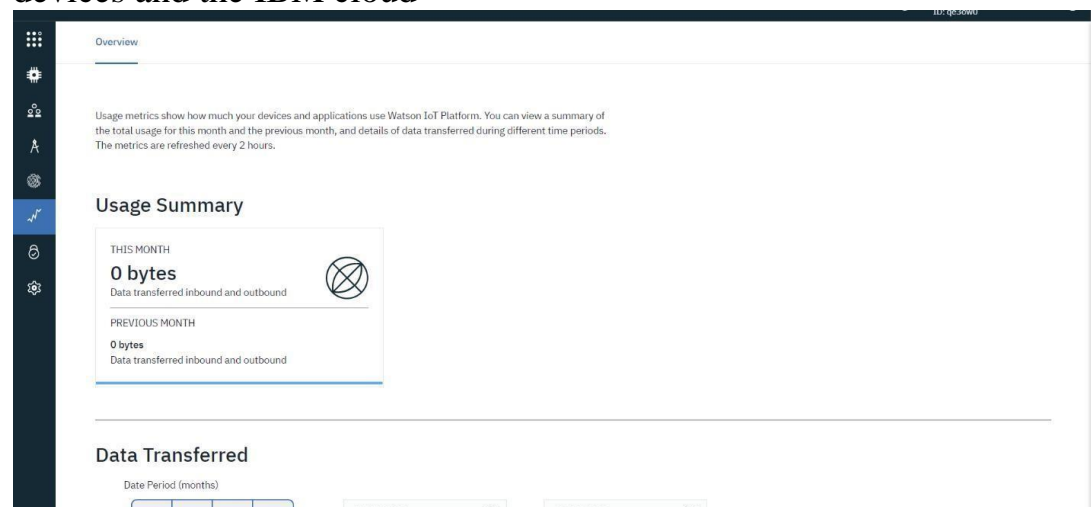 devices and the IBM cloud
ID: qe3owu
Overview
Usage metrics show how much your devices and applications use Watson IoT Platform. You can view a summary of
the total usage for this month and the previous month, and details of data transferred during different time periods.
The metrics are refreshed every 2 hours.
Usage Summary
THIS MONTH
0 bytes
Data transferred inbound and outbound
PREVIOUS MONTH
0 bytes
Data transferred inbound and outbound
Data Transferred
Date Period (months)